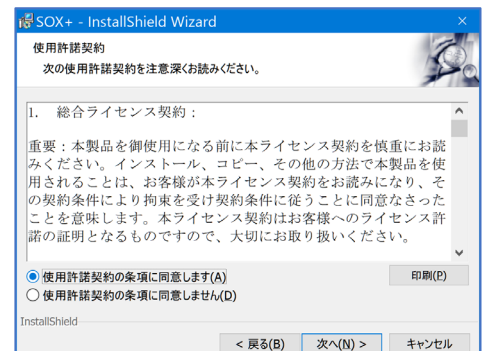 SOX+ - InstallShield Wizard
使用許諾契約
次の使用許諾契約を注意深くお読みください。
1. 総合ライセンス契約：
重要：本製品を御使用になる前に本ライセンス契約を慎重にお読
みください。インストール、コピー、その他の方法で本製品を使
用されることは、お客様が本ライセンス契約をお読みになり、そ
の契約条件により拘束を受け契約条件に従うことに同意なさった
ことを意味します。本ライセンス契約はお客様へのライセンス許
諾の証明となるものですので、大切にお取り扱いください。
使用許諾契約の条項に同意します(A)
印刷(P)
使用許諾契約の条項に同意しません(D)
InstallShield
< 戻る(B)
次へ(N) >
キャンセル